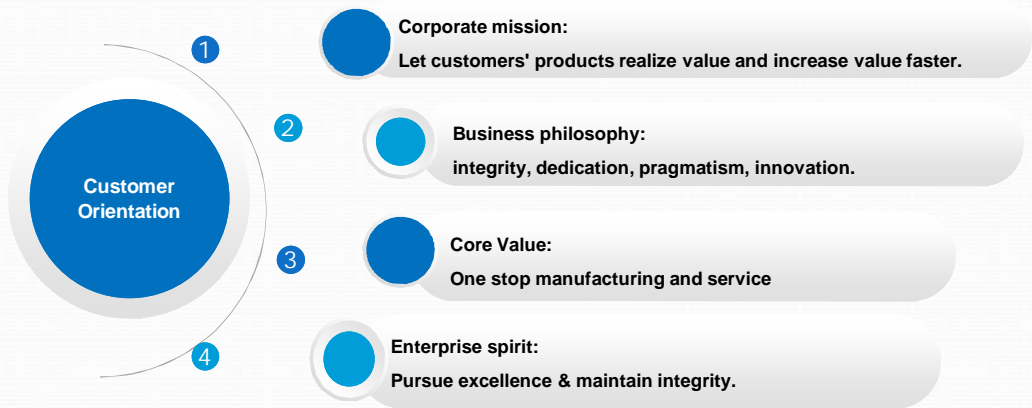 Customer
Orientation
1
Corporate mission:
Let customers' products realize value and increase value faster.
2
Business philosophy:
integrity, dedication, pragmatism, innovation.
3
Core Value:
One stop manufacturing and service
4
Enterprise spirit:
Pursue excellence & maintain integrity.